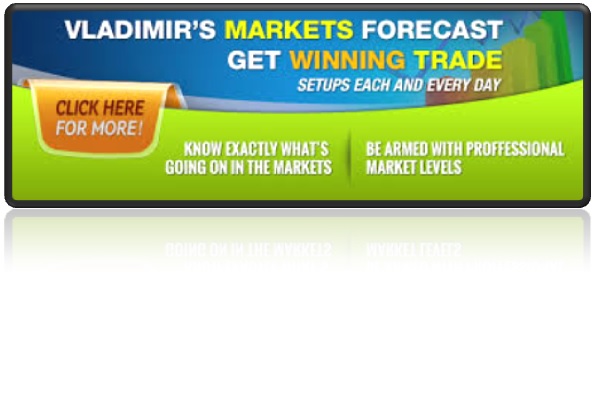 VLADIMIR'S MARKETS FORECAST
GET WINNING TRADE
SETUPS EACH AND EVERY DAY
CLICK HERE
FOR MORE!
KNOW EXACTLY WHAT'S
GOING ON IN THE MARKETS
BE ARMED WITH PROFFESSIONAL
MARKET LEVELS